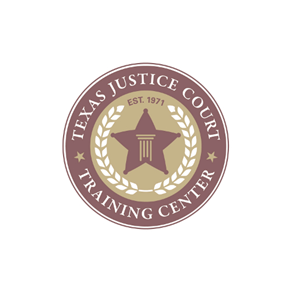 TEXAS JUSTICE COURT
EST. 1971
TRAINING CENTER